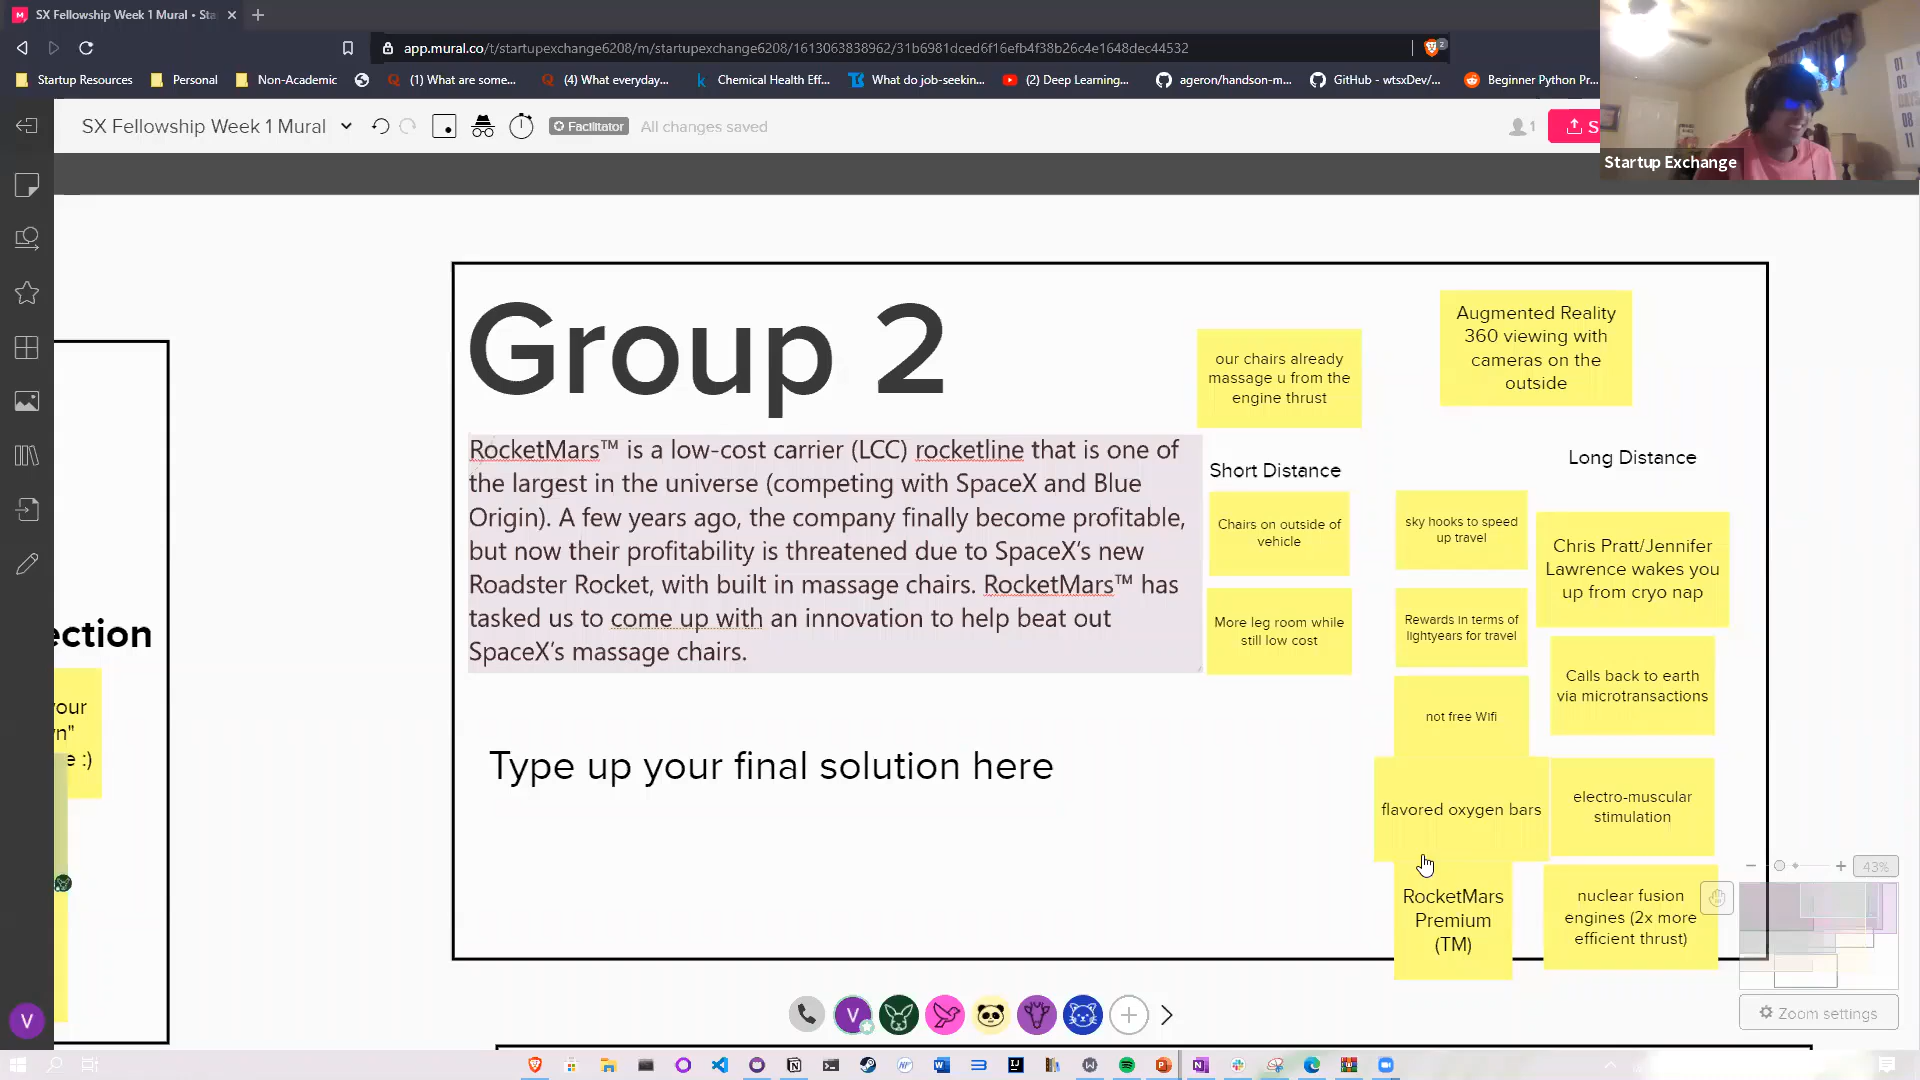 SX Fellowship Week 1 Mural • Sta
app.mural.co/t/startupexchange6208/m/startupexchange6208/1613063838962/31b6981dced6f16efb4f38b26c4e1648dec44532
2
Startup Resources
Personal
Non-Academic
(1) What are some...
(4) What everyday...
Chemical Health Eff...
What do job-seekin...
(2) Deep Learning...
ageron/handson-m...
GitHub - wtsxDev/...
Beginner Python Pr...
SX Fellowship Week 1 Mural
Facilitator
All changes saved
1
S
Startup Exchange
Group 2
RocketMars™ is a low-cost carrier (LCC) rocketline that is one of
the largest in the universe (competing with SpaceX and Blue
Origin). A few years ago, the company finally become profitable,
but now their profitability is threatened due to SpaceX's new
Roadster Rocket, with built in massage chairs. RocketMars™ has
tasked us to come up with an innovation to help beat out
SpaceX's massage chairs.
Type up your final solution here
our chairs already
massage u from the
engine thrust
Augmented Reality
360 viewing with
cameras on the
outside
Short Distance
Long Distance
Chairs on outside of
vehicle
More leg room while
still low cost
sky hooks to speed
up travel
Rewards in terms of
lightyears for travel
not free Wifi
flavored oxygen bars
RocketMars
Premium
(TM)
Chris Pratt/Jennifer
Lawrence wakes you
up from cryo nap
Calls back to earth
via microtransactions
electro-muscular
stimulation
nuclear fusion
engines (2x more
efficient thrust)
ection
your
wn"
e :)
V
V
43%
Zoom settings